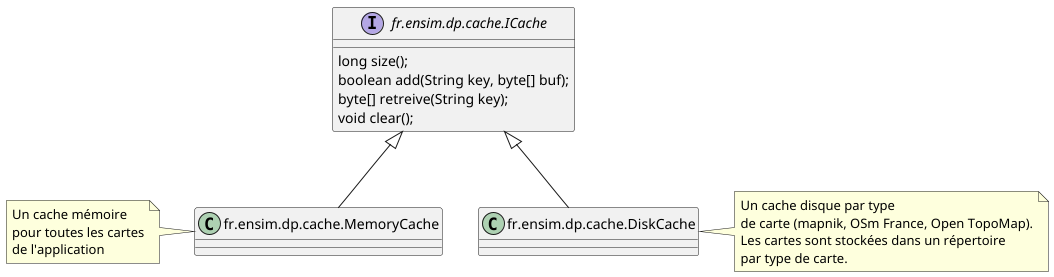 I fr.ensim.dp.cache.ICache
long size();
boolean add(String key, byte[] buf);
byte[] retreive(String key);
void clear();
Un cache mémoire
pour toutes les cartes
de l'application
C fr.ensim.dp.cache.MemoryCache
C fr.ensim.dp.cache.DiskCache
Un cache disque par type
de carte (mapnik, OSm France, Open TopoMap).
Les cartes sont stockées dans un répertoire
par type de carte.